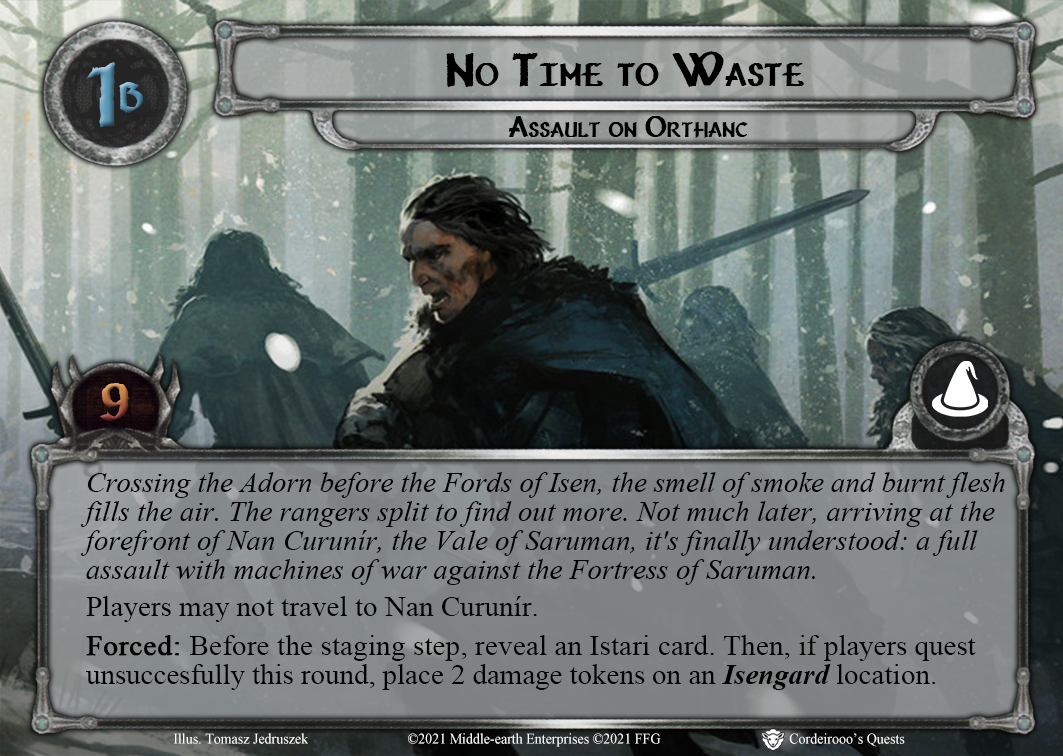 1B
No Time to Waste
Assault on Orthanc
9
Crossing the Adorn before the Fords of Isen, the smell of smoke and burnt flesh
fills the air. The rangers split to find out more. Not much later, arriving at the
forefront of Nan Curunír, the Vale of Saruman, it's finally understood: a full
assault with machines of war against the Fortress of Saruman.
Players may not travel to Nan Curunír.
Forced: Before the staging step, reveal an Istari card. Then, if players quest
unsuccesfully this round, place 2 damage tokens on an Isengard location.
Illus. Tomasz Jedruszek ©2021 Middle-earth Enterprises ©2021 FFG Cordeirooo's Quests